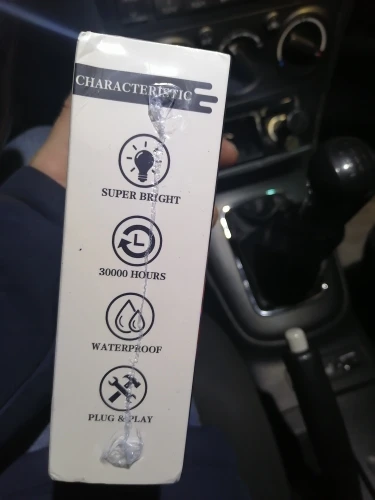 CHARACTERISTIC
SUPER BRIGHT
30000 HOURS
WATERPROOF
PLUG & PLAY